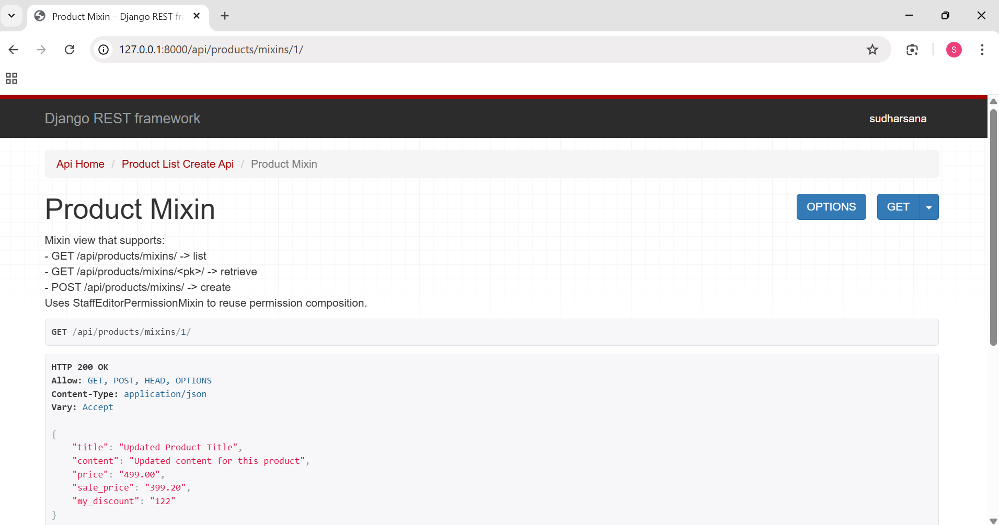 Product Mixin – Django REST fr
127.0.0.1:8000/api/products/mixins/1/
S
Django REST framework
sudharsana
Api Home / Product List Create Api / Product Mixin
Product Mixin
OPTIONS
GET
Mixin view that supports:
- GET /api/products/mixins/ -> list
- GET /api/products/mixins/<pk>/ -> retrieve
- POST /api/products/mixins/ -> create
Uses StaffEditorPermissionMixin to reuse permission composition.
GET /api/products/mixins/1/
HTTP 200 OK
Allow: GET, POST, HEAD, OPTIONS
Content-Type: application/json
Vary: Accept
{
    "title": "Updated Product Title",
    "content": "Updated content for this product",
    "price": "499.00",
    "sale_price": "399.20",
    "my_discount": "122"
}